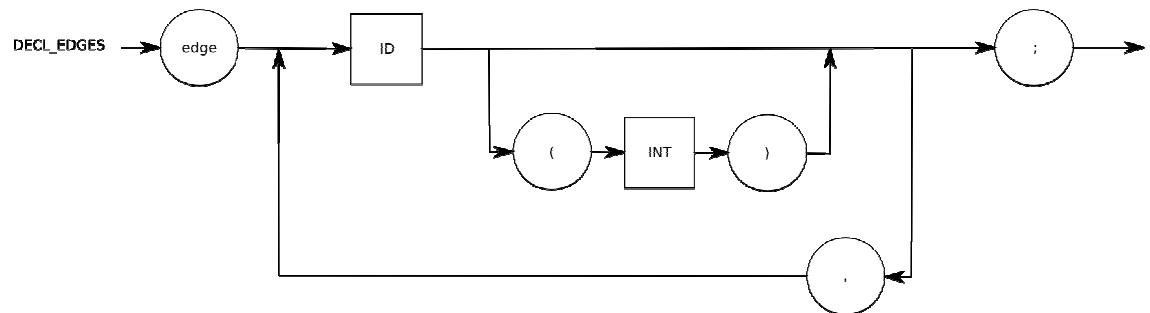 DECL_EDGES edge ID ;
( INT )
,